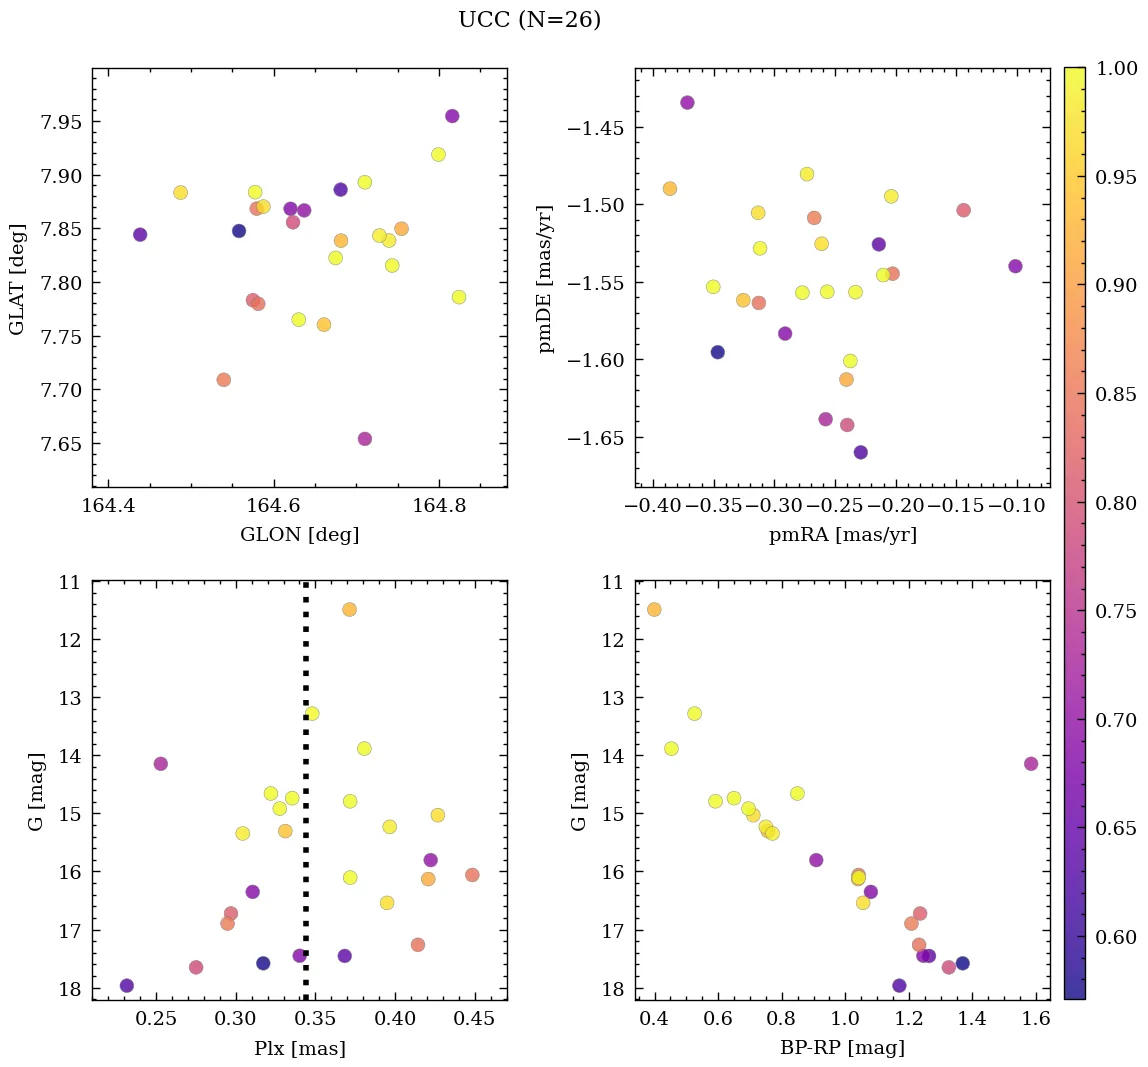 UCC (N=26)
7.95
7.90
7.85
7.80
7.75
7.70
7.65
GLAT [deg]
164.4 164.6 164.8
GLON [deg]
−1.45
−1.50
−1.55
−1.60
−1.65
pmDE [mas/yr]
−0.40 −0.35 −0.30 −0.25 −0.20 −0.15 −0.10
pmRA [mas/yr]
11
12
13
14
15
16
17
18
G [mag]
0.25 0.30 0.35 0.40 0.45
Plx [mas]
11
12
13
14
15
16
17
18
G [mag]
0.4 0.6 0.8 1.0 1.2 1.4 1.6
BP-RP [mag]
1.00
0.95
0.90
0.85
0.80
0.75
0.70
0.65
0.60